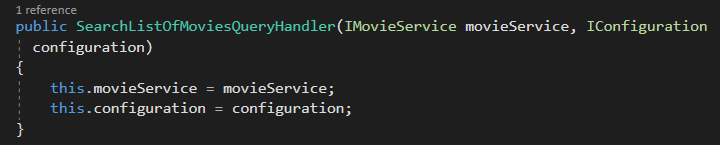 1 reference
public SearchListOfMoviesQueryHandler(IMovieService movieService, IConfiguration
configuration)
{
this.movieService = movieService;
this.configuration = configuration;
}